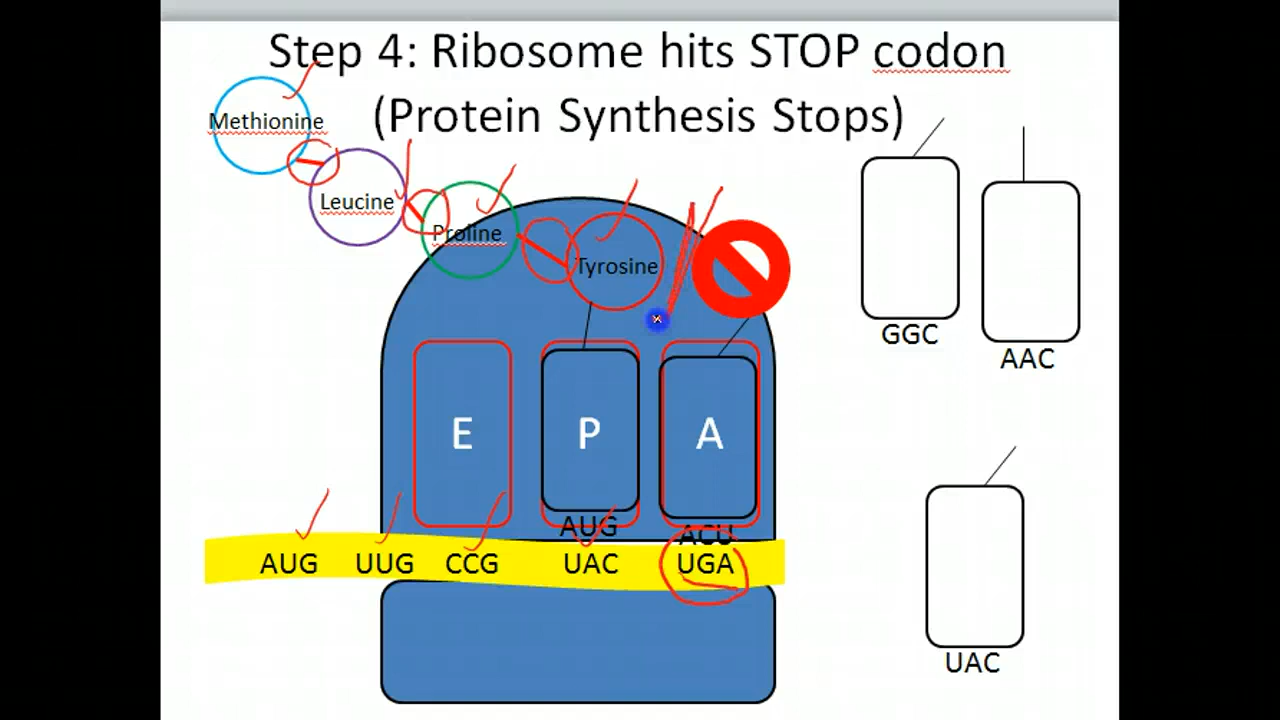 Step 4: Ribosome hits STOP codon
(Protein Synthesis Stops)
Methionine
Leucine
Proline
Tyrosine
GGC
AAC
E
P
A
AUG
ACU
AUG UUG CCG UAC UGA
UAC